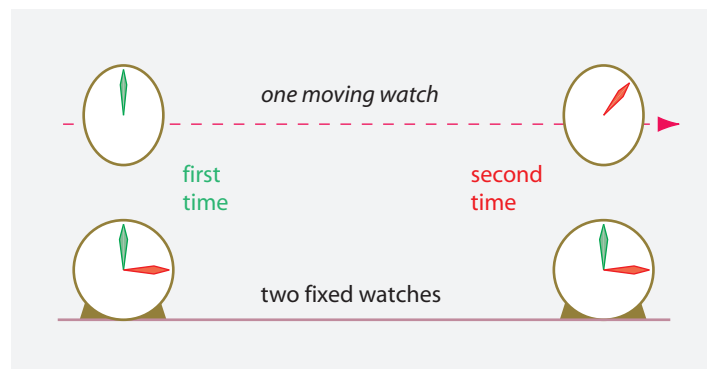 one moving watch
first
time
second
time
two fixed watches